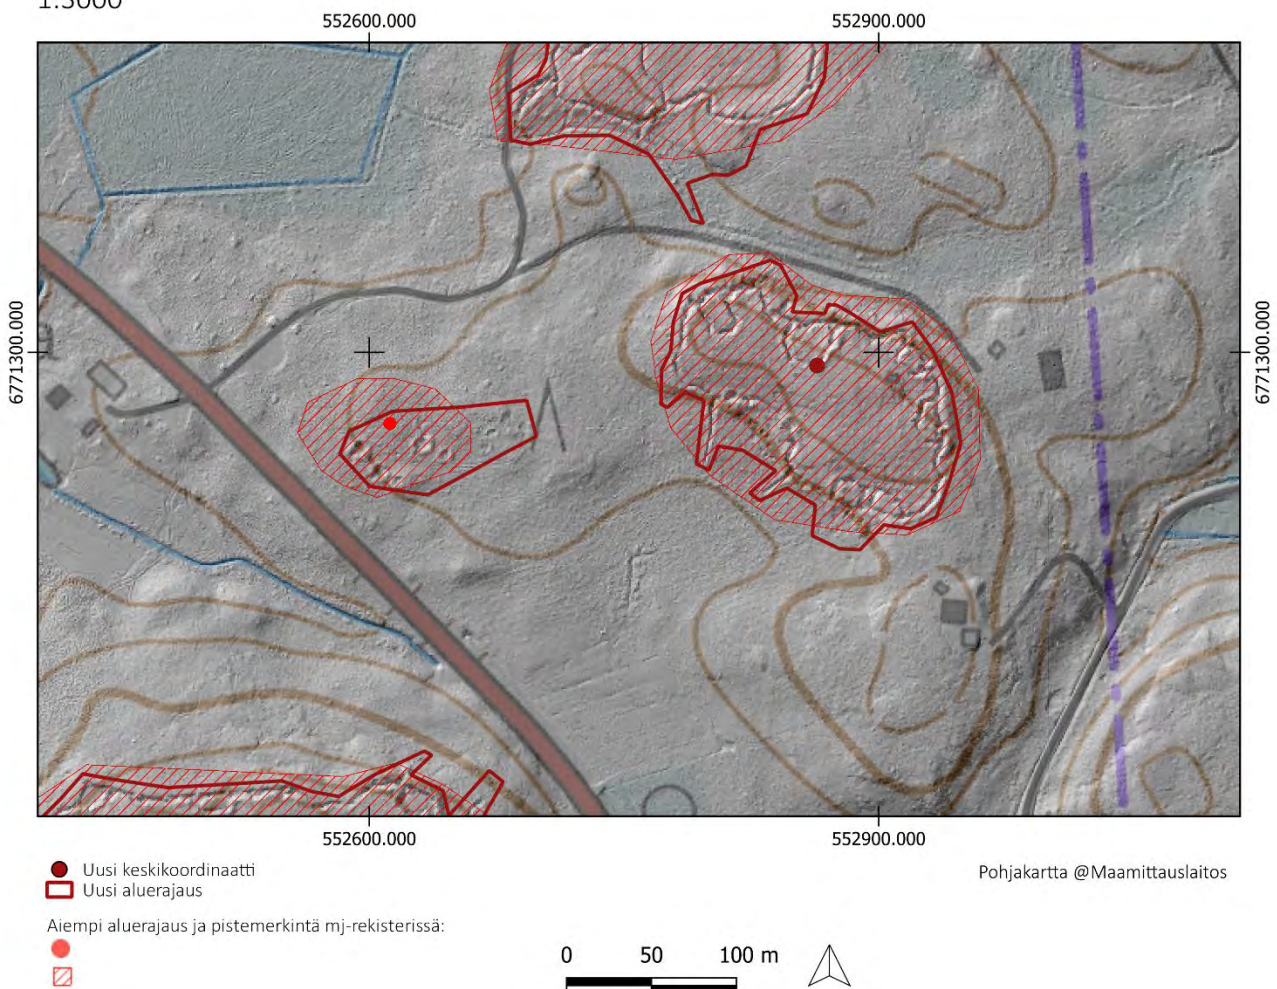 1:3000
552600.000 552900.000
6771300.000 6771300.000
552600.000 552900.000
Uusi keskikoordinaatti
Uusi aluerajaus
Pohjakartta @Maamittauslaitos
Aiempi aluerajaus ja pistemerkintä mj-rekisterissä:
0 50 100 m